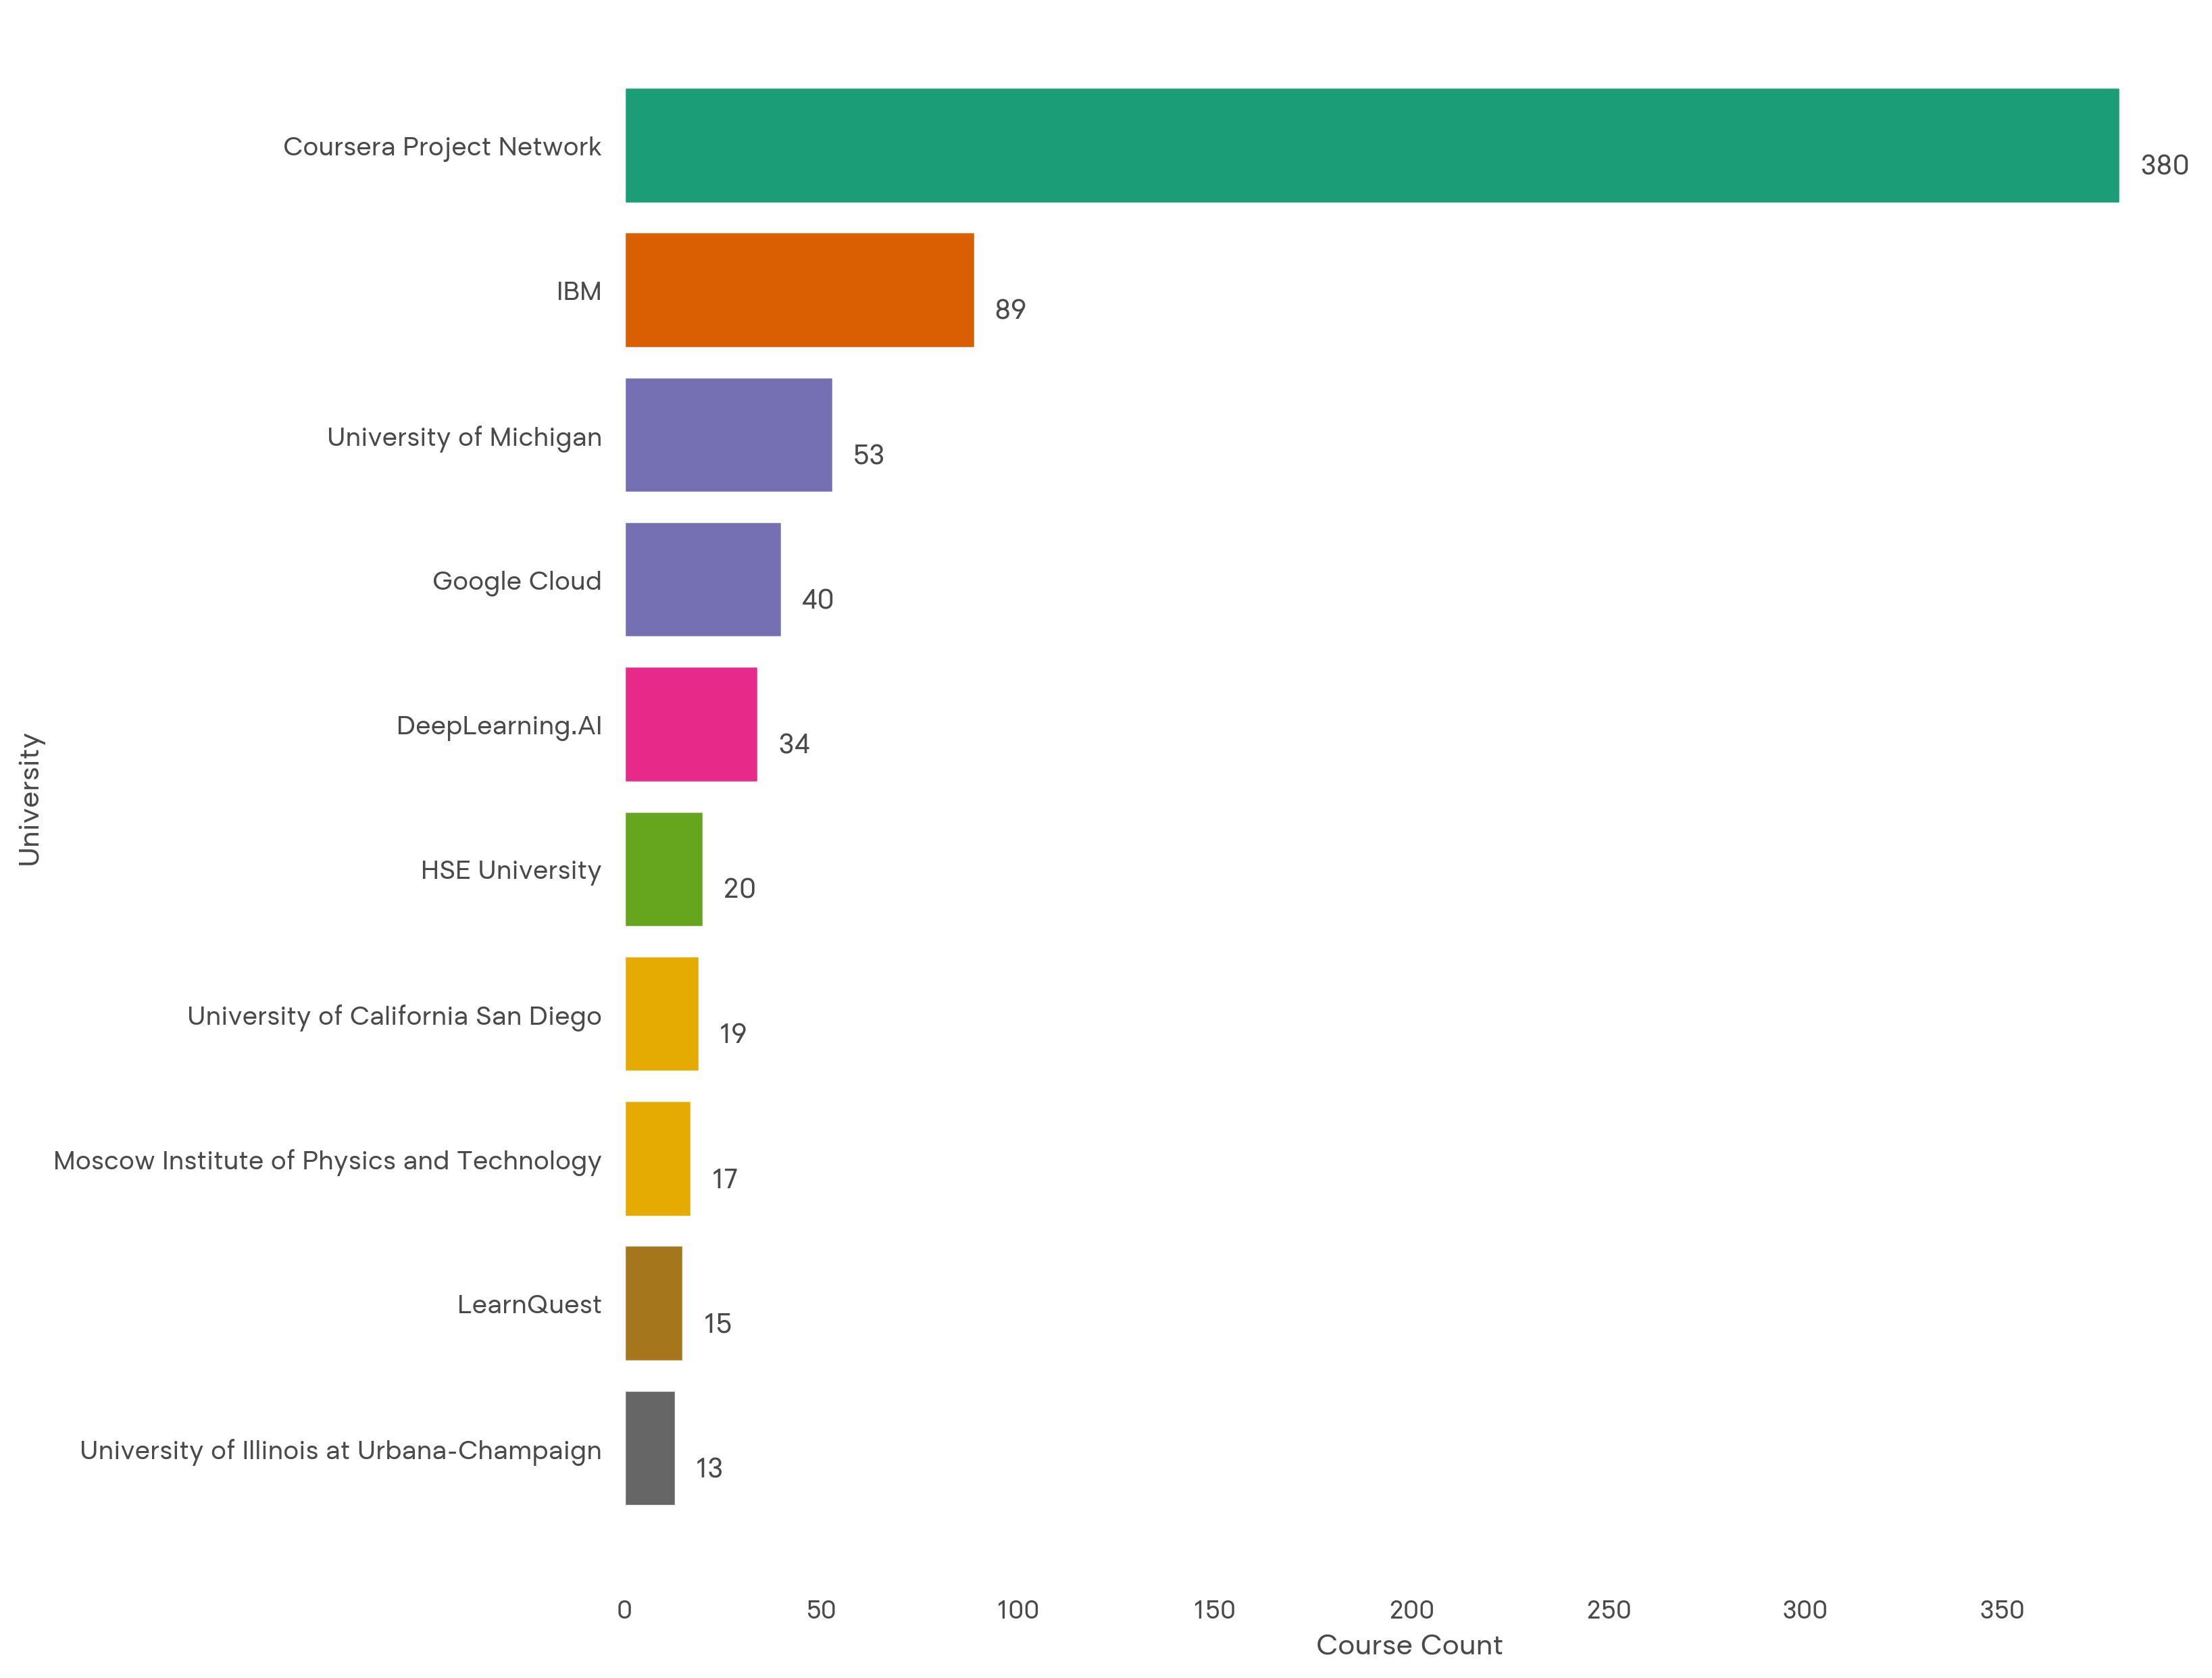 Coursera Project Network
380
IBM
89
University of Michigan
53
Google Cloud
40
DeepLearning.AI
34
HSE University
20
University of California San Diego
19
Moscow Institute of Physics and Technology
17
LearnQuest
15
University of Illinois at Urbana-Champaign
13
University
0 50 100 150 200 250 300 350
Course Count